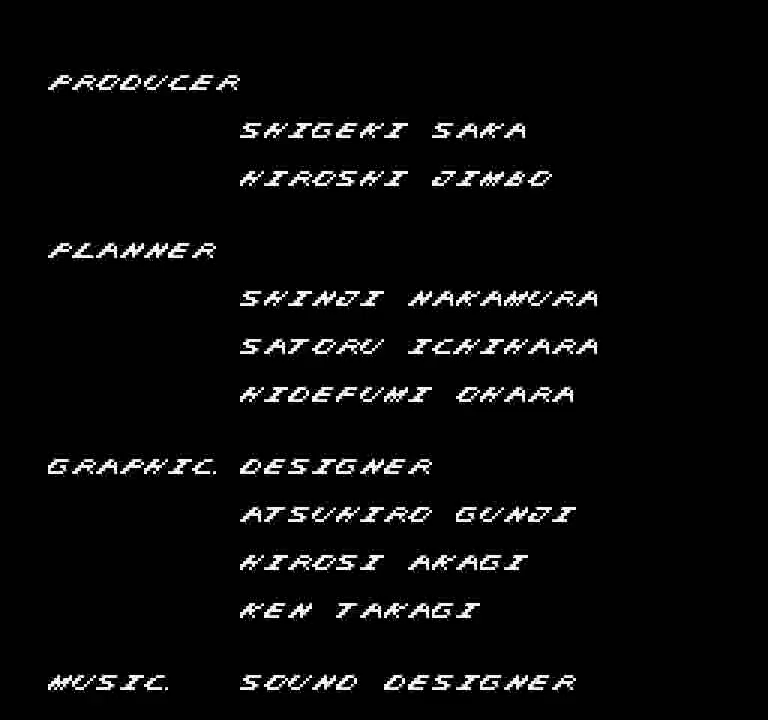 PRODUCER
SHIGEKI SAKA
HIROSHI JIMBO
PLANNER
SHINJI NAKAMURA
SATORU ICHIHARA
HIDEFUMI OHARA
GRAPHIC. DESIGNER
ATSUHIRO GUNJI
HIROSI AKAGI
KEN TAKAGI
MUSIC. SOUND DESIGNER